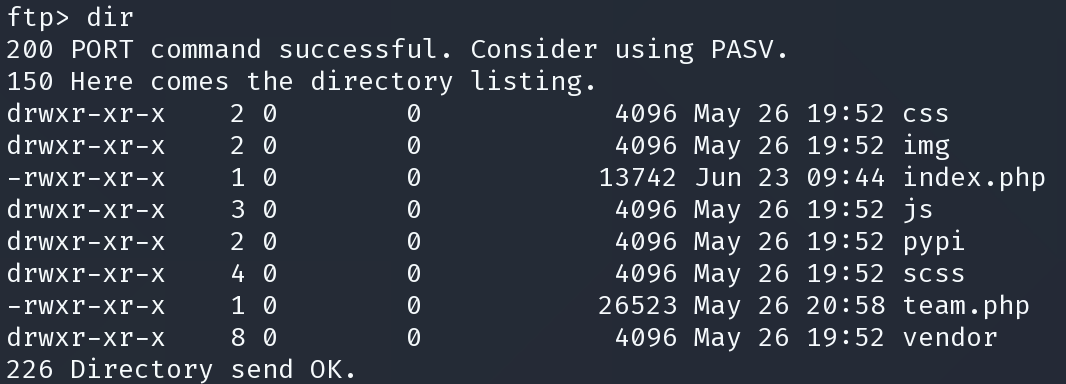 ftp> dir
200 PORT command successful. Consider using PASV.
150 Here comes the directory listing.
drwxr-xr-x    2 0        0            4096 May 26 19:52 css
drwxr-xr-x    2 0        0            4096 May 26 19:52 img
-rwxr-xr-x    1 0        0           13742 Jun 23 09:44 index.php
drwxr-xr-x    3 0        0            4096 May 26 19:52 js
drwxr-xr-x    2 0        0            4096 May 26 19:52 pypi
drwxr-xr-x    4 0        0            4096 May 26 19:52 scss
-rwxr-xr-x    1 0        0           26523 May 26 20:58 team.php
drwxr-xr-x    8 0        0            4096 May 26 19:52 vendor
226 Directory send OK.